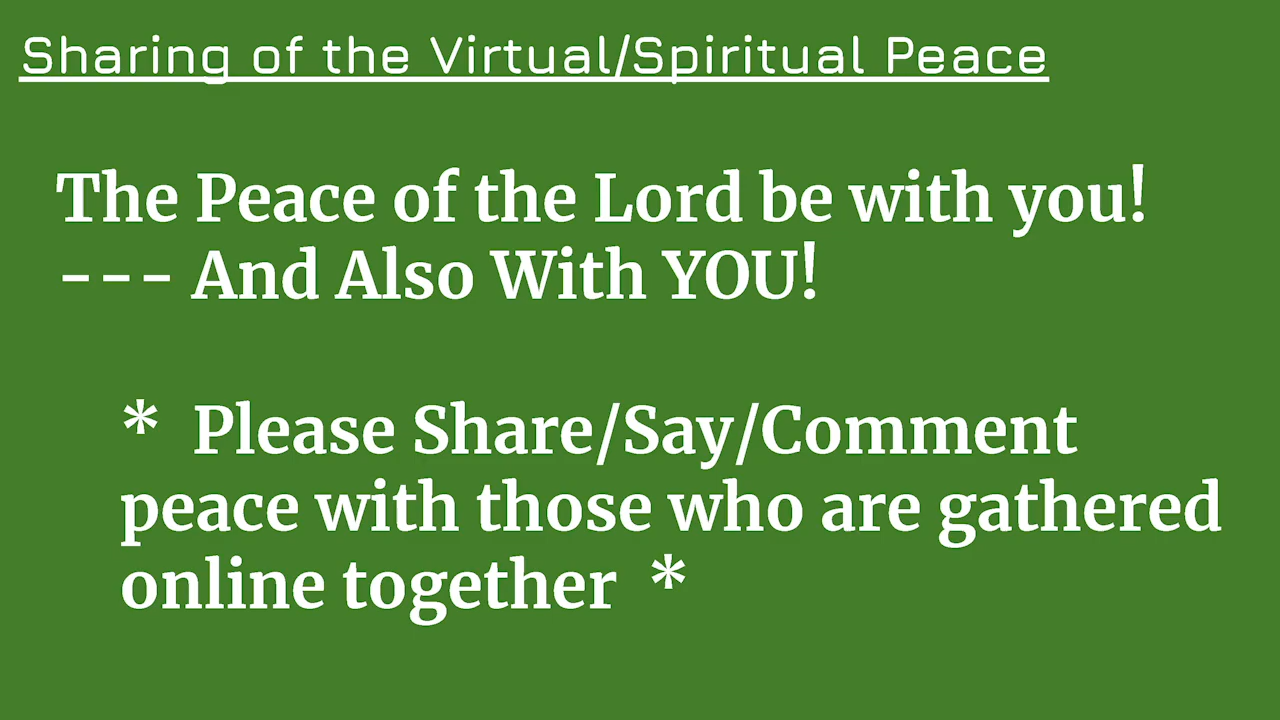 Sharing of the Virtual/Spiritual Peace
The Peace of the Lord be with you!
--- And Also With YOU!
* Please Share/Say/Comment
peace with those who are gathered
online together *